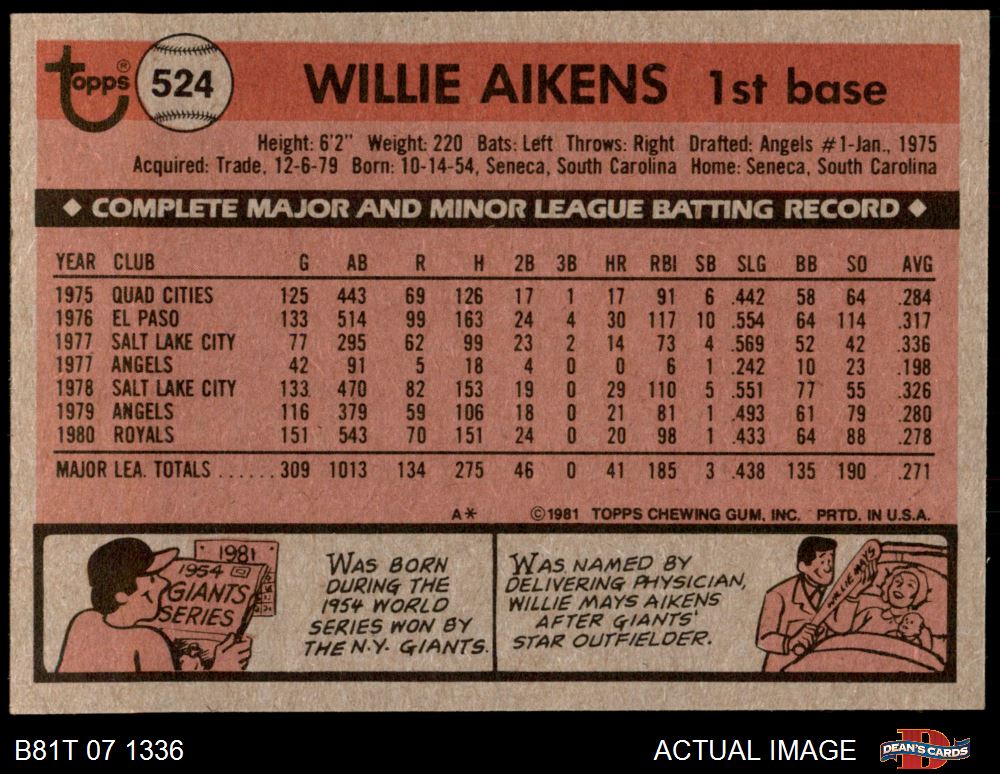 topps ® 524 WILLIE AIKENS 1st base
Height: 6'2" Weight: 220 Bats: Left Throws: Right Drafted: Angels #1-Jan., 1975
Acquired: Trade, 12-6-79 Born: 10-14-54, Seneca, South Carolina Home: Seneca, South Carolina
◆ COMPLETE MAJOR AND MINOR LEAGUE BATTING RECORD ◆
YEAR CLUB G AB R H 2B 3B HR RBI SB SLG BB SO AVG
1975 QUAD CITIES 125 443 69 126 17 1 17 91 6 .442 58 64 .284
1976 EL PASO 133 514 99 163 24 4 30 117 10 .554 64 114 .317
1977 SALT LAKE CITY 77 295 62 99 23 2 14 73 4 .569 52 42 .336
1977 ANGELS 42 91 5 18 4 0 0 6 1 .242 10 23 .198
1978 SALT LAKE CITY 133 470 82 153 19 0 29 110 5 .551 77 55 .326
1979 ANGELS 116 379 59 106 18 0 21 81 1 .493 61 79 .280
1980 ROYALS 151 543 70 151 24 0 20 98 1 .433 64 88 .278
MAJOR LEA. TOTALS ...... 309 1013 134 275 46 0 41 185 3 .438 135 190 .271
A* ©1981 TOPPS CHEWING GUM, INC. PRTD. IN U.S.A.
1981
1954
GIANTS
SERIES
WAS BORN
DURING THE
1954 WORLD
SERIES WON BY
THE N.Y. GIANTS.
WAS NAMED BY
DELIVERING PHYSICIAN,
WILLIE MAYS AIKENS
AFTER GIANTS'
STAR OUTFIELDER.
WILLIE MAYS
B81T 07 1336 ACTUAL IMAGE DEAN'S CARDS